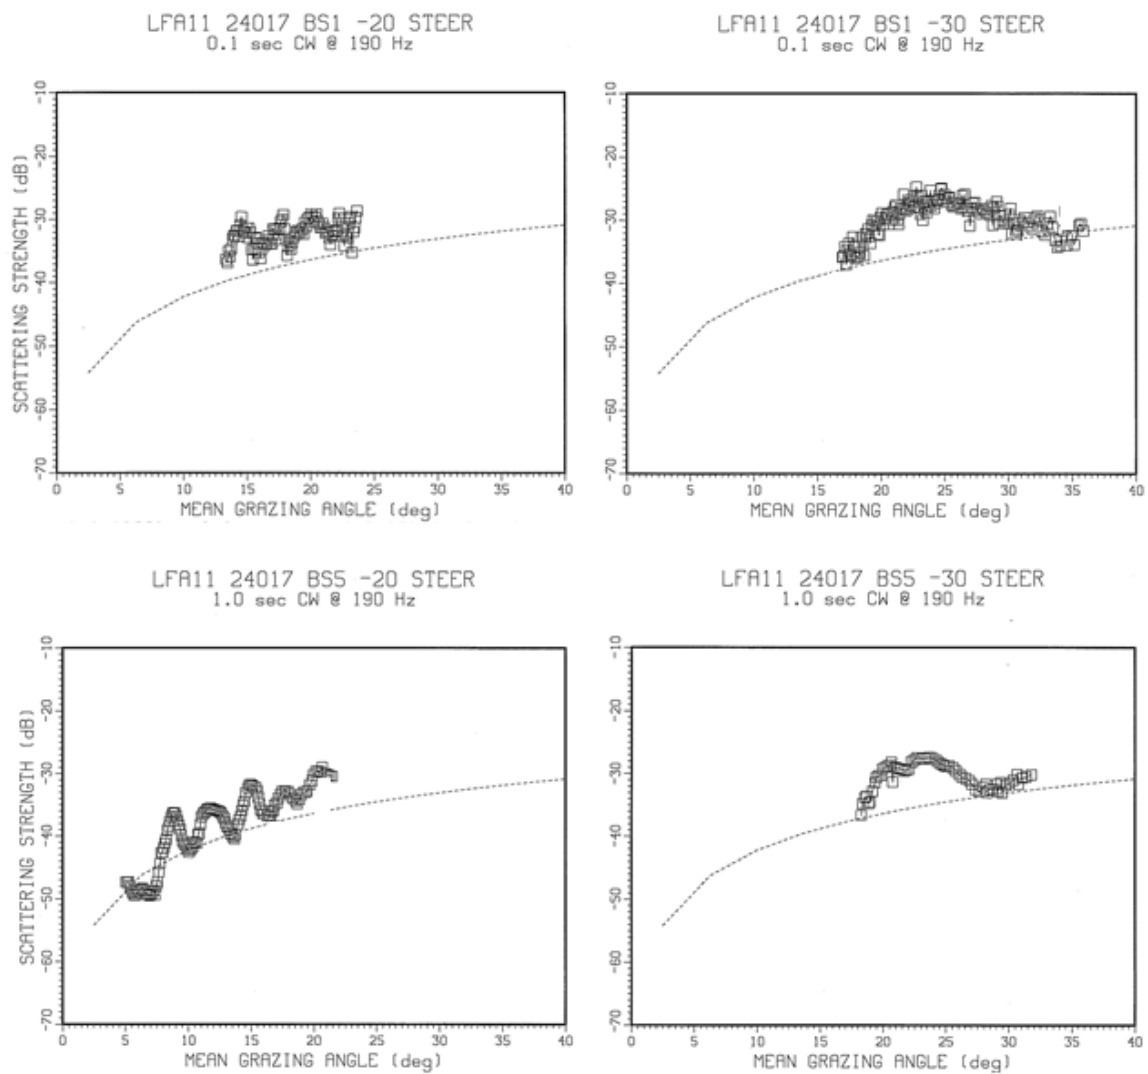 LFA11 24017 BS1 -20 STEER
0.1 sec CW @ 190 Hz
SCATTERING STRENGTH (dB)
-10
-20
-30
-40
-50
-60
-70
0 5 10 15 20 25 30 35 40
MEAN GRAZING ANGLE (deg)
LFA11 24017 BS1 -30 STEER
0.1 sec CW @ 190 Hz
-10
-20
-30
-40
-50
-60
-70
0 5 10 15 20 25 30 35 40
MEAN GRAZING ANGLE (deg)
LFA11 24017 BS5 -20 STEER
1.0 sec CW @ 190 Hz
SCATTERING STRENGTH (dB)
-10
-20
-30
-40
-50
-60
-70
0 5 10 15 20 25 30 35 40
MEAN GRAZING ANGLE (deg)
LFA11 24017 BS5 -30 STEER
1.0 sec CW @ 190 Hz
-10
-20
-30
-40
-50
-60
-70
0 5 10 15 20 25 30 35 40
MEAN GRAZING ANGLE (deg)